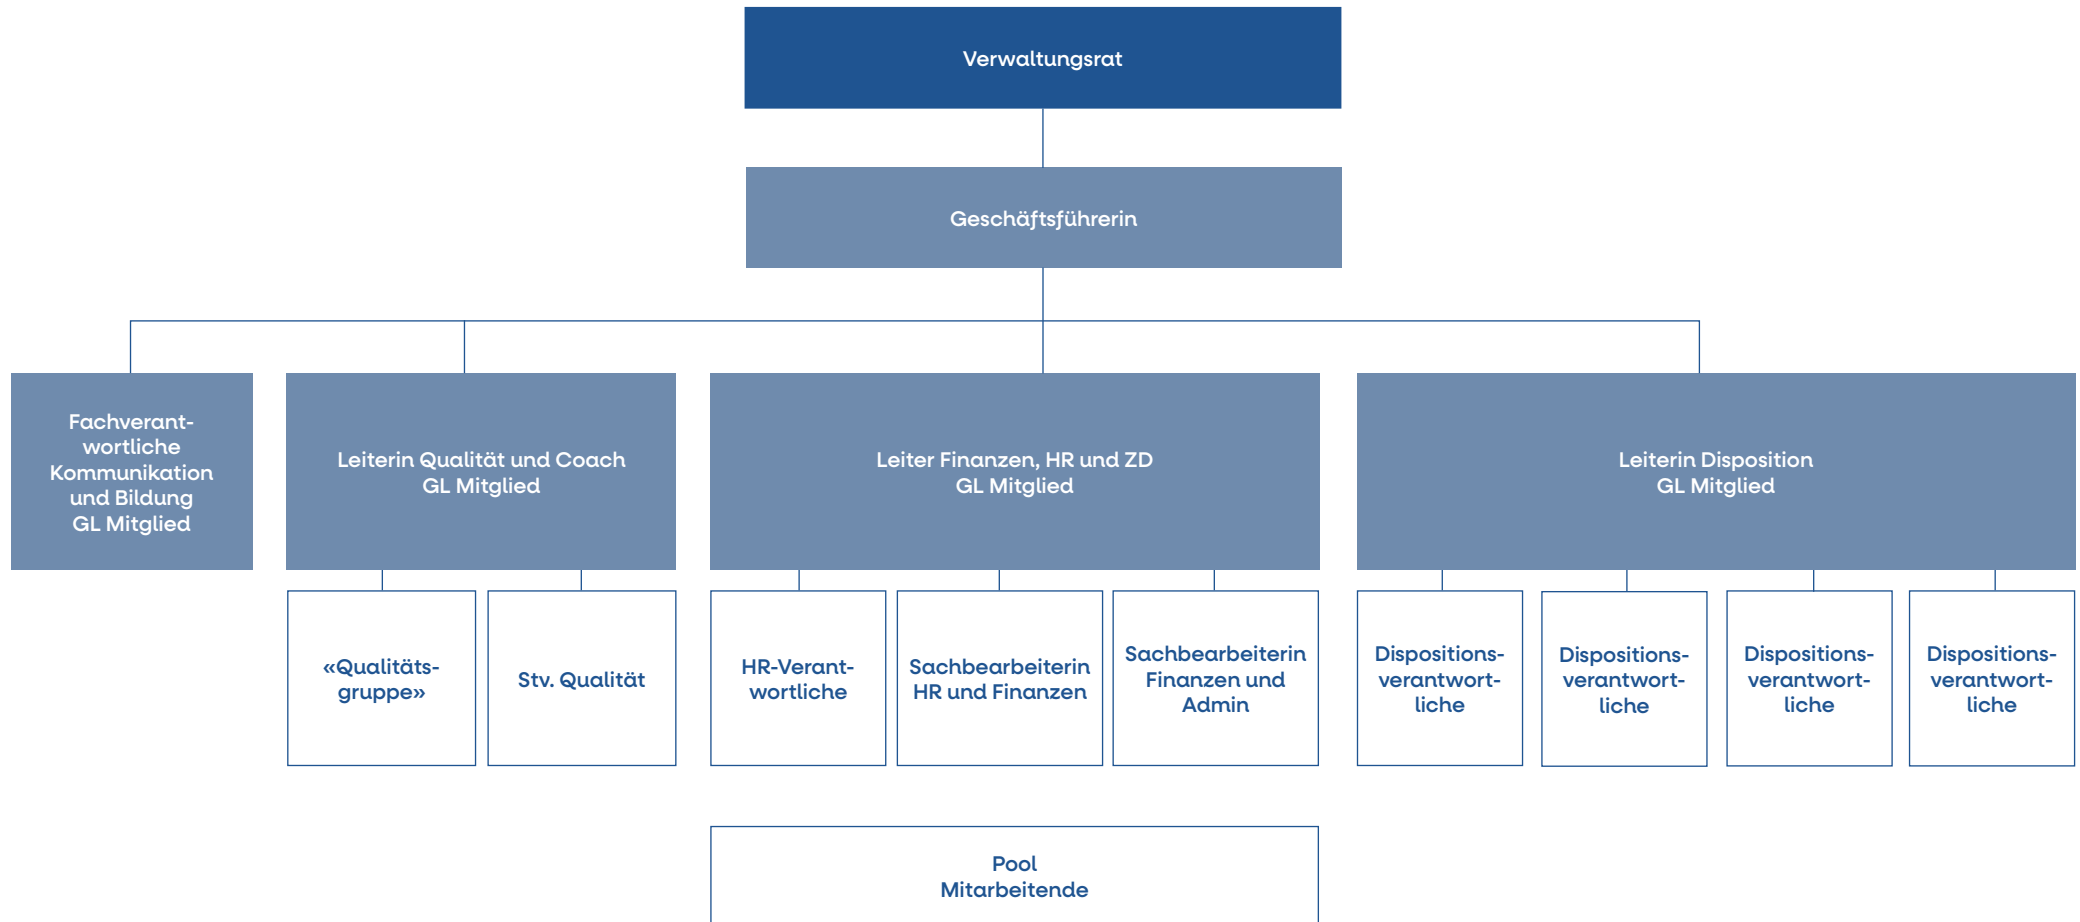 Verwaltungsrat
Geschäftsführerin
Fachverant-
wortliche
Kommunikation
und Bildung
GL Mitglied
Leiterin Qualität und Coach
GL Mitglied
Leiter Finanzen, HR und ZD
GL Mitglied
Leiterin Disposition
GL Mitglied
«Qualitäts-
gruppe»
Stv. Qualität
HR-Verant-
wortliche
Sachbearbeiterin
HR und Finanzen
Sachbearbeiterin
Finanzen und
Admin
Dispositions-
verantwort-
liche
Dispositions-
verantwort-
liche
Dispositions-
verantwort-
liche
Dispositions-
verantwort-
liche
Pool
Mitarbeitende